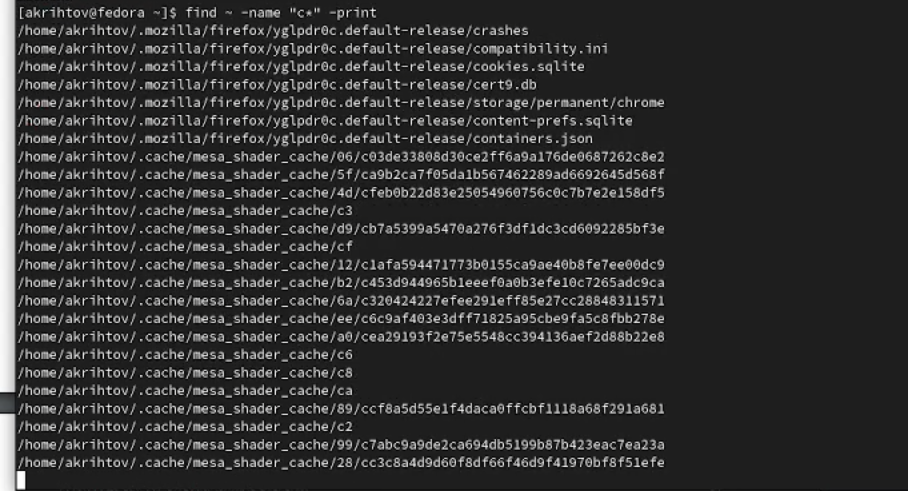 [akrihtov@fedora ~]$ find ~ -name "c*" -print
/home/akrihtov/.mozilla/firefox/yglpdr0c.default-release/crashes
/home/akrihtov/.mozilla/firefox/yglpdr0c.default-release/compatibility.ini
/home/akrihtov/.mozilla/firefox/yglpdr0c.default-release/cookies.sqlite
/home/akrihtov/.mozilla/firefox/yglpdr0c.default-release/cert9.db
/home/akrihtov/.mozilla/firefox/yglpdr0c.default-release/storage/permanent/chrome
/home/akrihtov/.mozilla/firefox/yglpdr0c.default-release/content-prefs.sqlite
/home/akrihtov/.mozilla/firefox/yglpdr0c.default-release/containers.json
/home/akrihtov/.cache/mesa_shader_cache/06/c03de33808d30ce2ff6a9a176de0687262c8e2
/home/akrihtov/.cache/mesa_shader_cache/5f/ca9b2ca7f05da1b567462289ad6692645d568f
/home/akrihtov/.cache/mesa_shader_cache/4d/cfeb0b22d83e25054960756c0c7b7e2e158df5
/home/akrihtov/.cache/mesa_shader_cache/c3
/home/akrihtov/.cache/mesa_shader_cache/d9/cb7a5399a5470a276f3df1dc3cd6092285bf3e
/home/akrihtov/.cache/mesa_shader_cache/cf
/home/akrihtov/.cache/mesa_shader_cache/12/c1afa594471773b0155ca9ae40b8fe7ee00dc9
/home/akrihtov/.cache/mesa_shader_cache/b2/c453d944965b1eeef0a0b3efe10c7265adc9ca
/home/akrihtov/.cache/mesa_shader_cache/6a/c320424227efee291eff85e27cc28848311571
/home/akrihtov/.cache/mesa_shader_cache/ee/c6c9af403e3dff71825a95cbe9fa5c8fbb278e
/home/akrihtov/.cache/mesa_shader_cache/a0/cea29193f2e75e5548cc394136aef2d88b22e8
/home/akrihtov/.cache/mesa_shader_cache/c6
/home/akrihtov/.cache/mesa_shader_cache/c8
/home/akrihtov/.cache/mesa_shader_cache/ca
/home/akrihtov/.cache/mesa_shader_cache/89/ccf8a5d55e1f4daca0ffcbf1118a68f291a681
/home/akrihtov/.cache/mesa_shader_cache/c2
/home/akrihtov/.cache/mesa_shader_cache/99/c7abc9a9de2ca694db5199b87b423eac7ea23a
/home/akrihtov/.cache/mesa_shader_cache/28/cc3c8a4d9d60f8df66f46d9f41970bf8f51efe